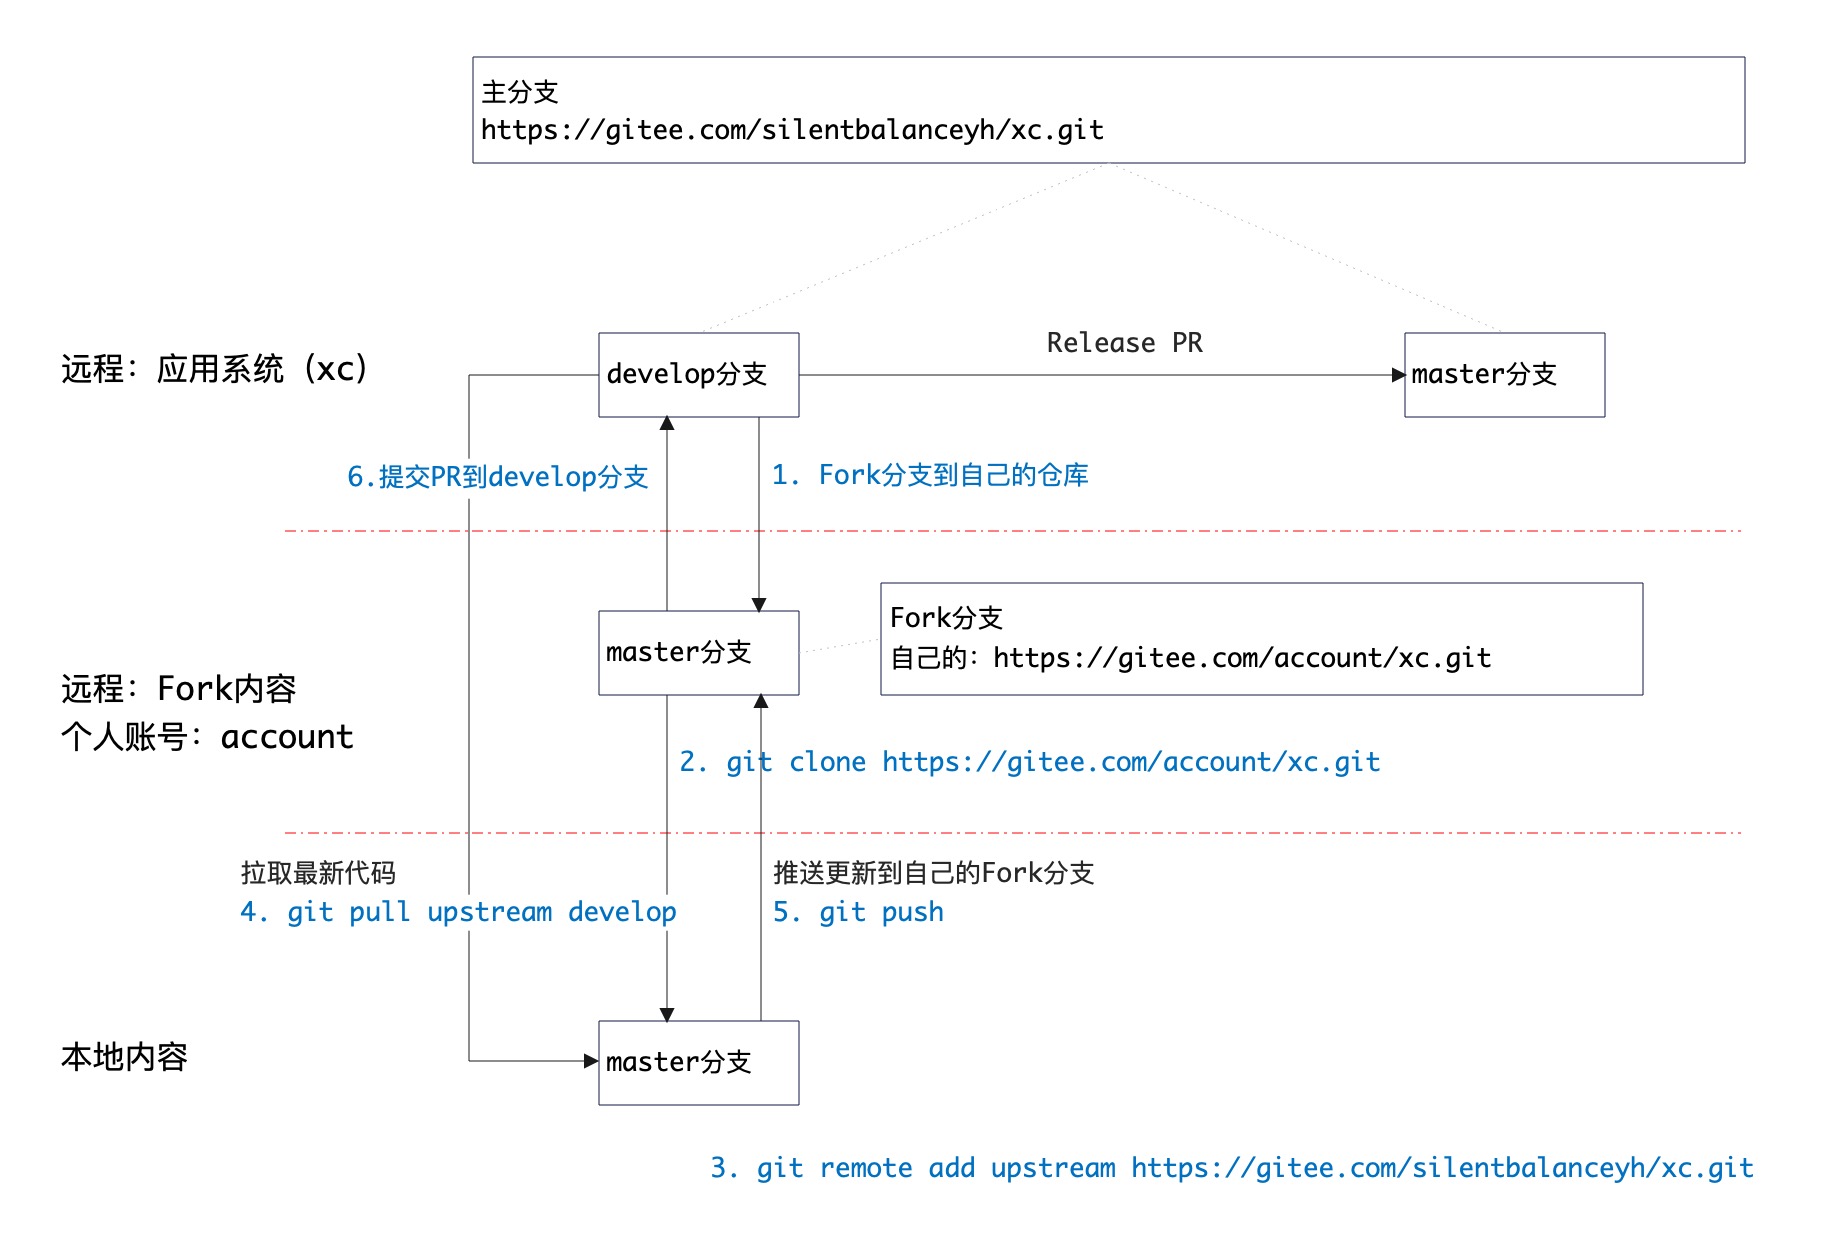 主分支
https://gitee.com/silentbalanceyh/xc.git
远程：应用系统（xc）
develop分支
Release PR
master分支
6.提交PR到develop分支
1. Fork分支到自己的仓库
Fork分支
自己的：https://gitee.com/account/xc.git
master分支
远程：Fork内容
个人账号：account
2. git clone https://gitee.com/account/xc.git
拉取最新代码
4. git pull upstream develop
推送更新到自己的Fork分支
5. git push
本地内容
master分支
3. git remote add upstream https://gitee.com/silentbalanceyh/xc.git